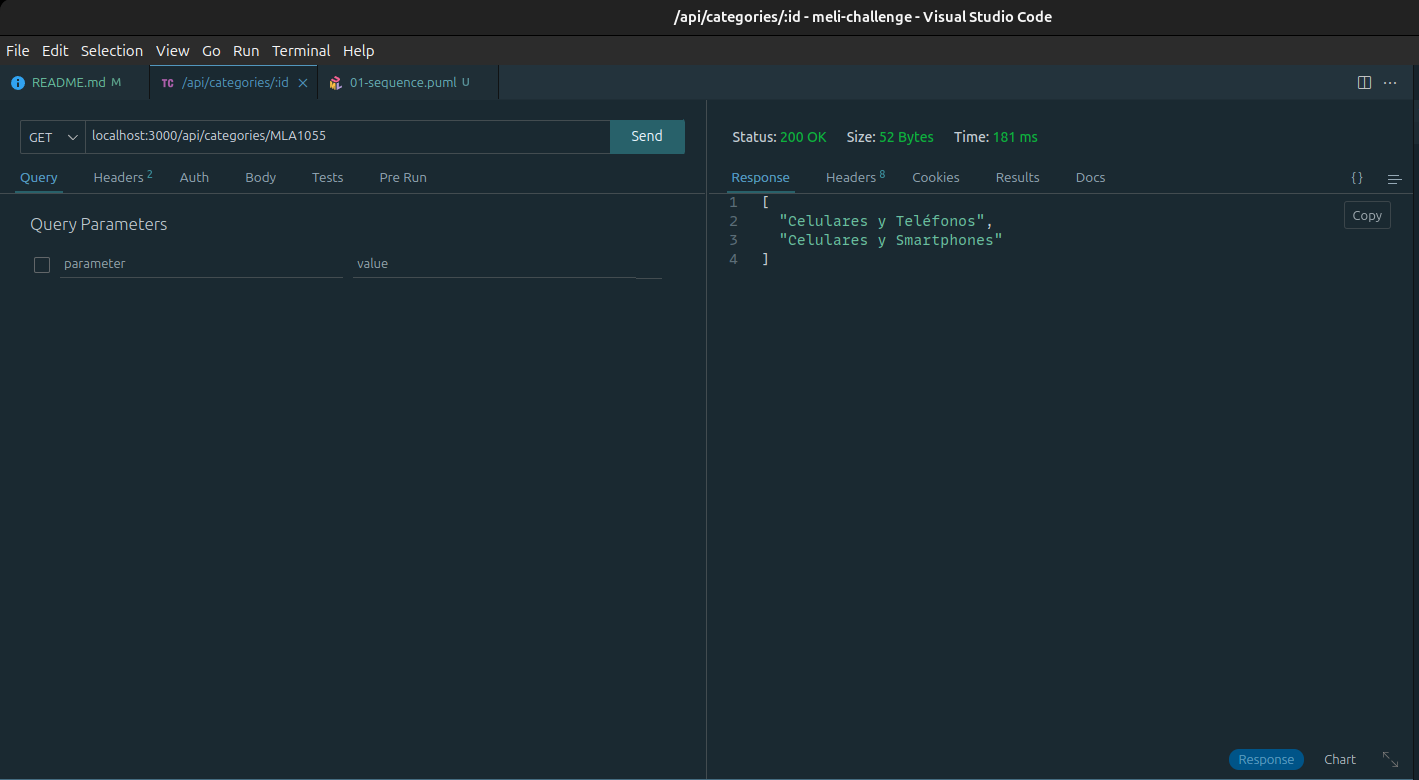 /api/categories/:id - meli-challenge - Visual Studio Code
File Edit Selection View Go Run Terminal Help
README.md M
TC /api/categories/:id
01-sequence.puml U
GET localhost:3000/api/categories/MLA1055 Send
Query Headers 2 Auth Body Tests Pre Run
Query Parameters
parameter value
Status: 200 OK Size: 52 Bytes Time: 181 ms
Response Headers 8 Cookies Results Docs {}
Copy
1 [
2 "Celulares y Teléfonos",
3 "Celulares y Smartphones"
4 ]
Response Chart